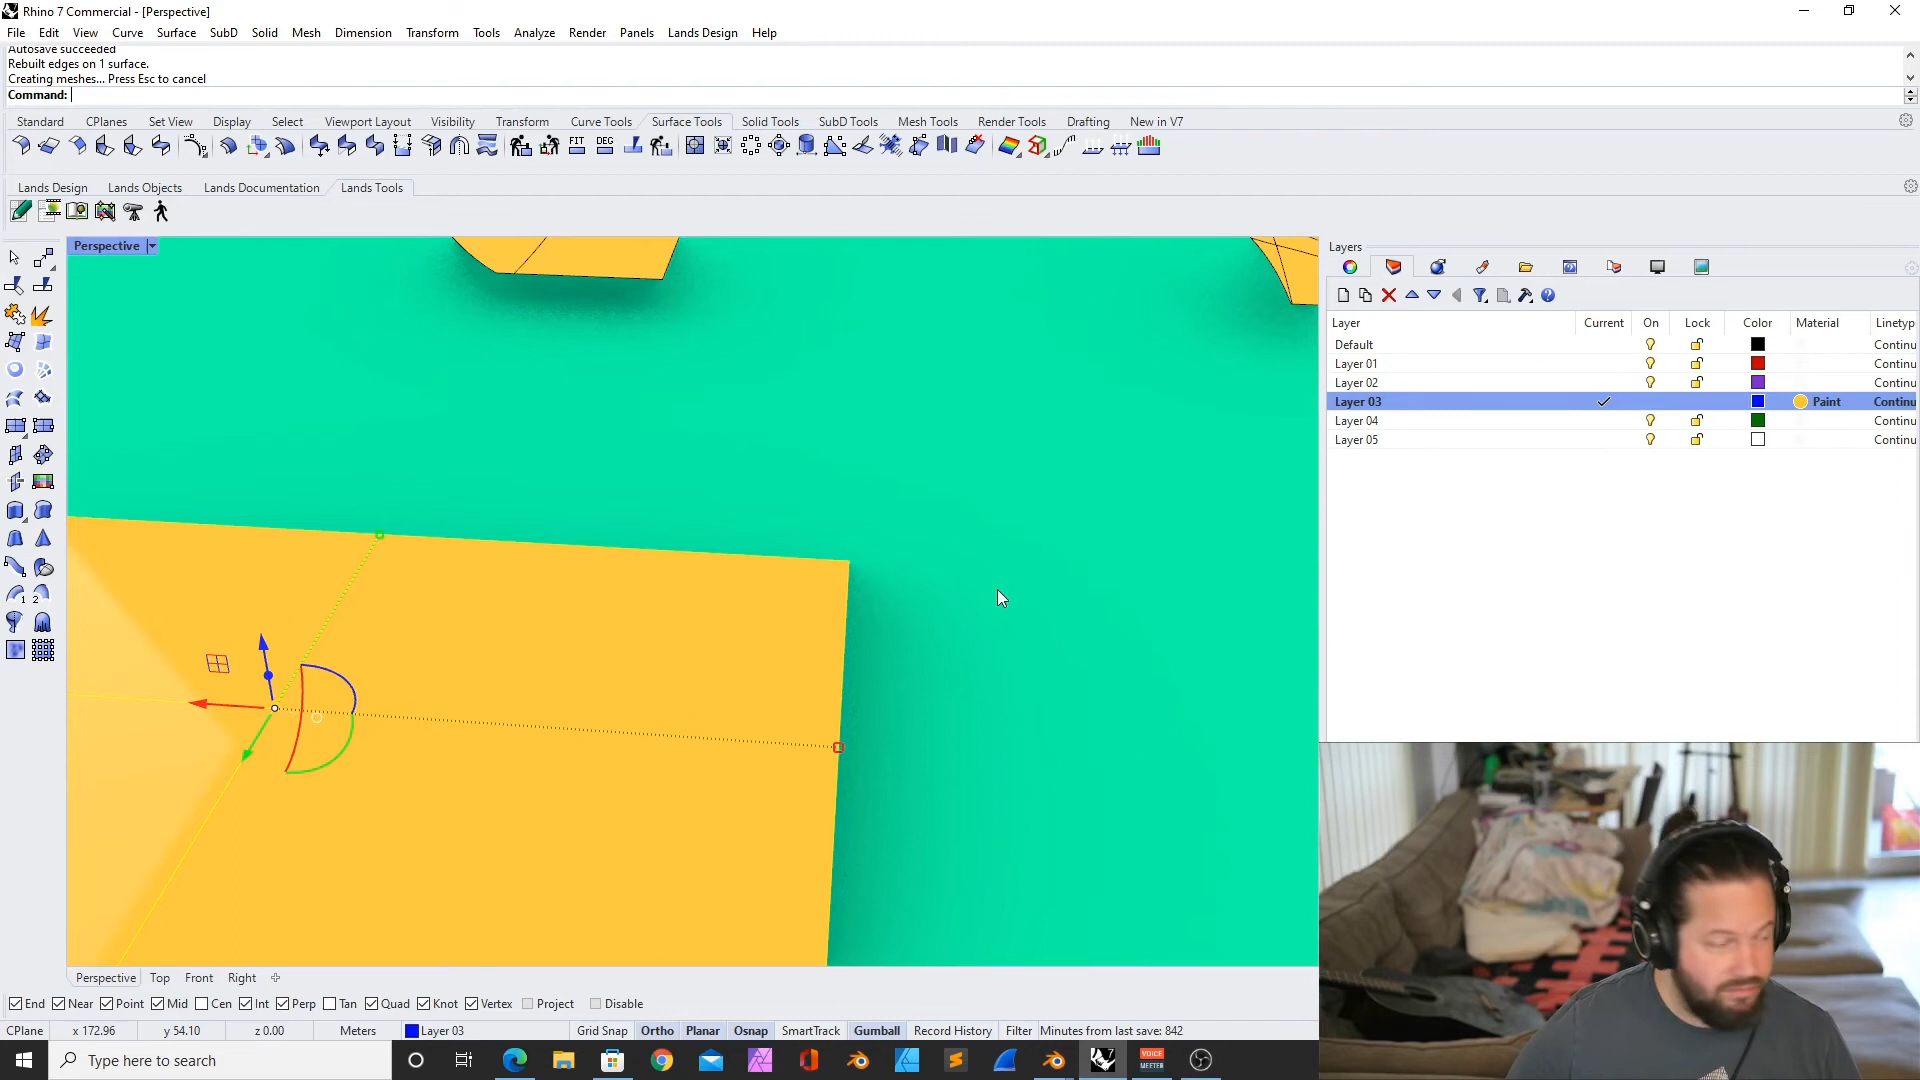 Rhino 7 Commercial - [Perspective]
File Edit View Curve Surface SubD Solid Mesh Dimension Transform Tools Analyze Render Panels Lands Design Help
Autosave succeeded
Rebuilt edges on 1 surface.
Creating meshes... Press Esc to cancel
Command:
Standard CPlanes Set View Display Select Viewport Layout Visibility Transform Curve Tools Surface Tools Solid Tools SubD Tools Mesh Tools Render Tools Drafting New in V7
FIT DEG
Lands Design Lands Objects Lands Documentation Lands Tools
Perspective
Layers
Layer Current On Lock Color Material Linetyp
Default Continu
Layer 01 Continu
Layer 02 Continu
Layer 03 Paint Continu
Layer 04 Continu
Layer 05 Continu
1 2
Perspective Top Front Right
End Near Point Mid Cen Int Perp Tan Quad Knot Vertex Project Disable
CPlane x 172.96 y 54.10 z 0.00 Meters Layer 03 Grid Snap Ortho Planar Osnap SmartTrack Gumball Record History Filter Minutes from last save: 842
Type here to search
VOICE
MEETER